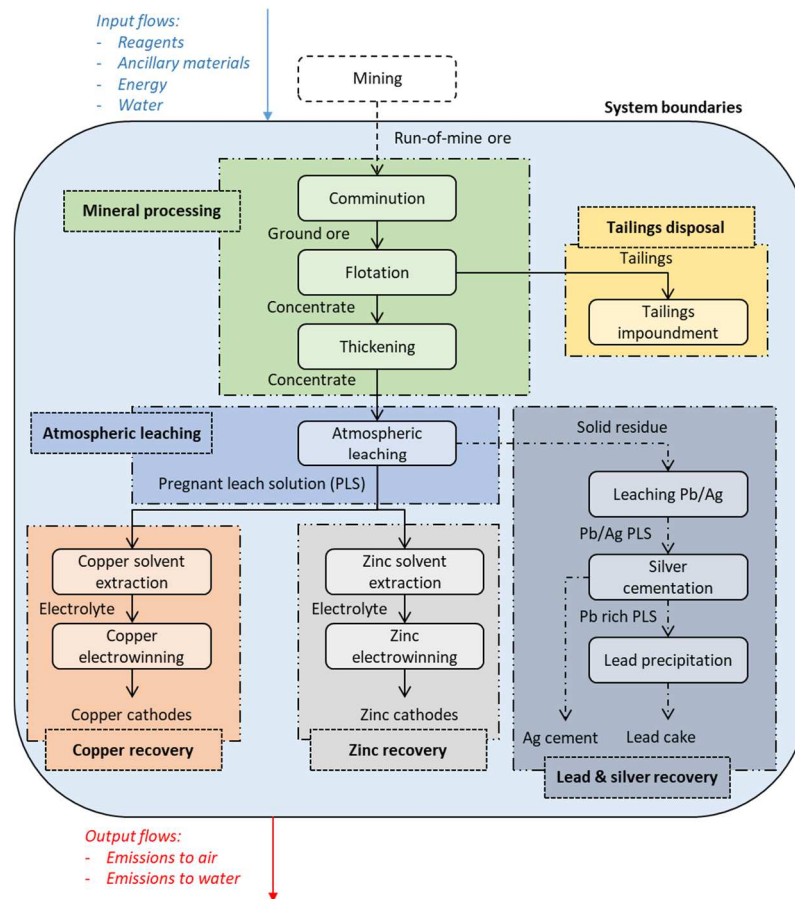 Input flows:
- Reagents
- Ancillary materials
- Energy
- Water
Mining
System boundaries
Run-of-mine ore
Mineral processing
Comminution
Ground ore
Flotation
Concentrate
Thickening
Concentrate
Tailings disposal
Tailings
Tailings
impoundment
Atmospheric leaching
Atmospheric
leaching
Pregnant leach solution (PLS)
Solid residue
Leaching Pb/Ag
Pb/Ag PLS
Silver
cementation
Pb rich PLS
Lead precipitation
Ag cement
Lead cake
Lead & silver recovery
Copper solvent
extraction
Electrolyte
Copper
electrowinning
Copper cathodes
Copper recovery
Zinc solvent
extraction
Electrolyte
Zinc
electrowinning
Zinc cathodes
Zinc recovery
Output flows:
- Emissions to air
- Emissions to water